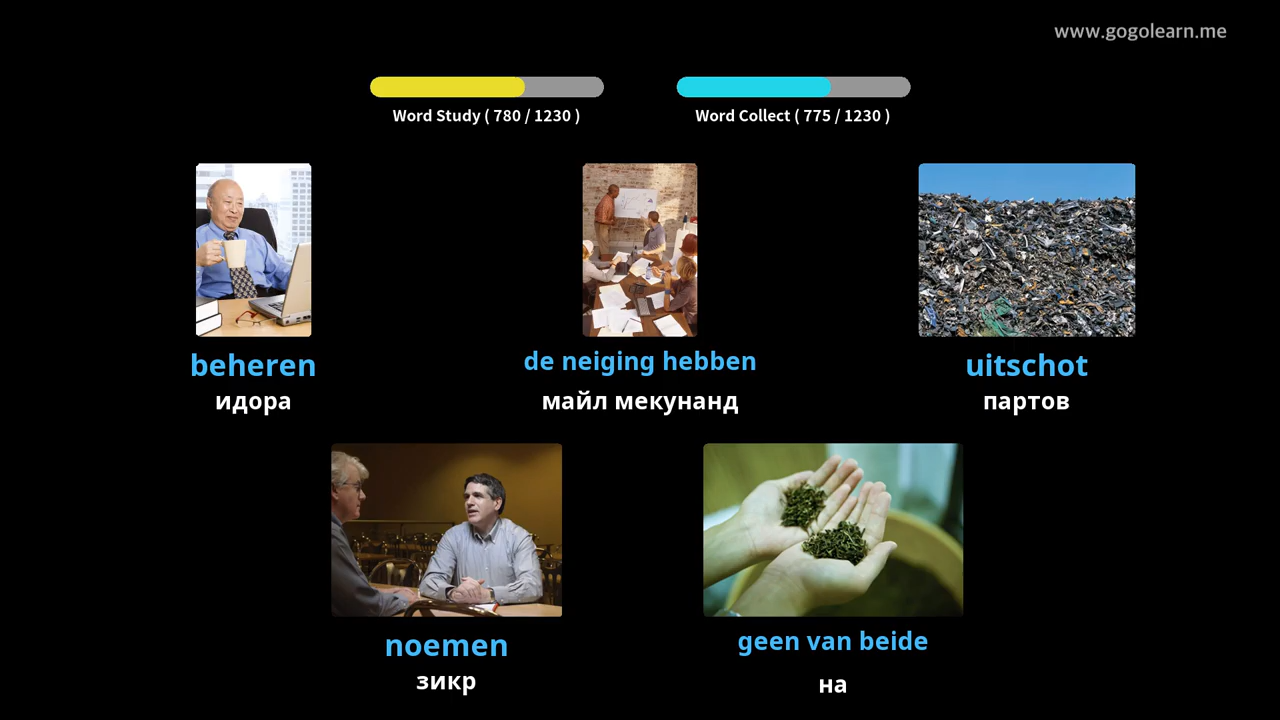 www.gogolearn.me
Word Study ( 780 / 1230 )
Word Collect ( 775 / 1230 )
beheren
идора
de neiging hebben
майл мекунанд
uitschot
партов
noemen
зикр
geen van beide
на